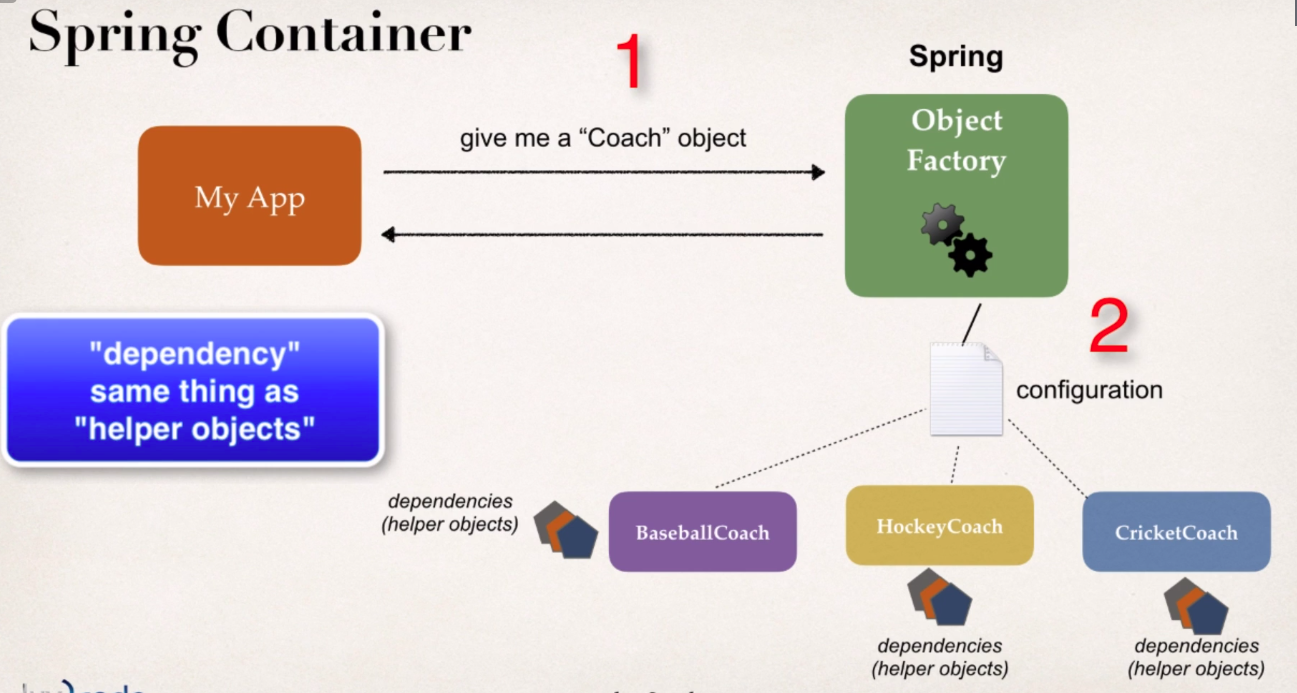 Spring Container
1
Spring
give me a “Coach” object
Object
Factory
My App
"dependency"
same thing as
"helper objects"
2
configuration
dependencies
(helper objects)
BaseballCoach
HockeyCoach
CricketCoach
dependencies
(helper objects)
dependencies
(helper objects)